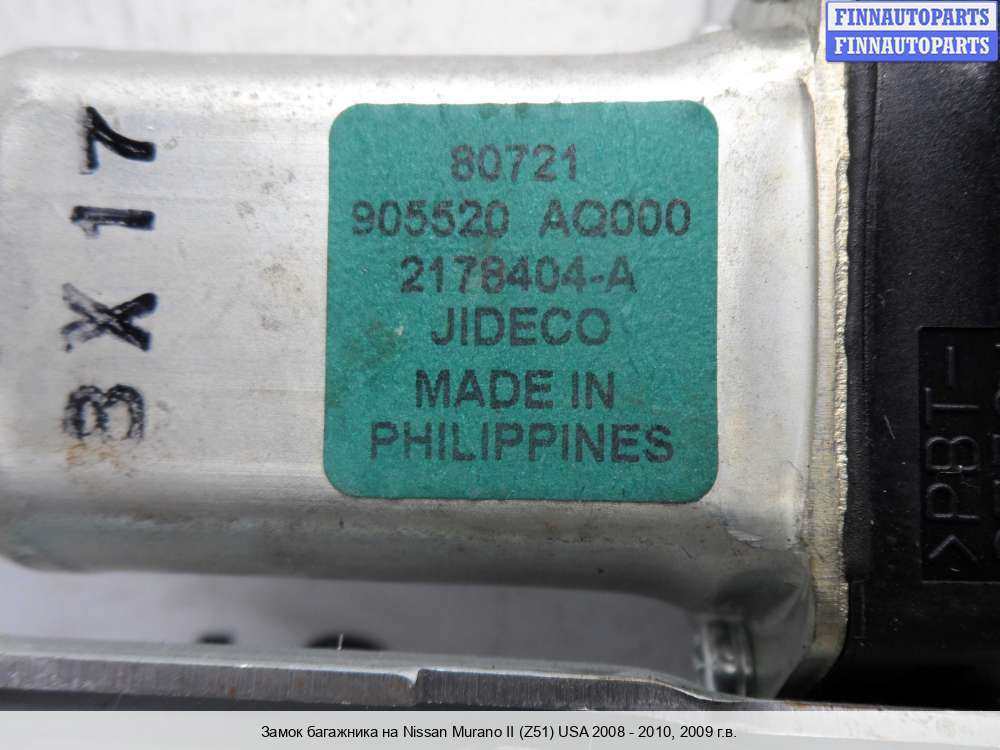 FINNAUTOPARTS
FINNAUTOPARTS
3X17
80721
905520 AQ000
2178404-A
JIDECO
MADE IN
PHILIPPINES
>PBT-
Замок багажника на Nissan Murano II (Z51) USA 2008 - 2010, 2009 г.в.